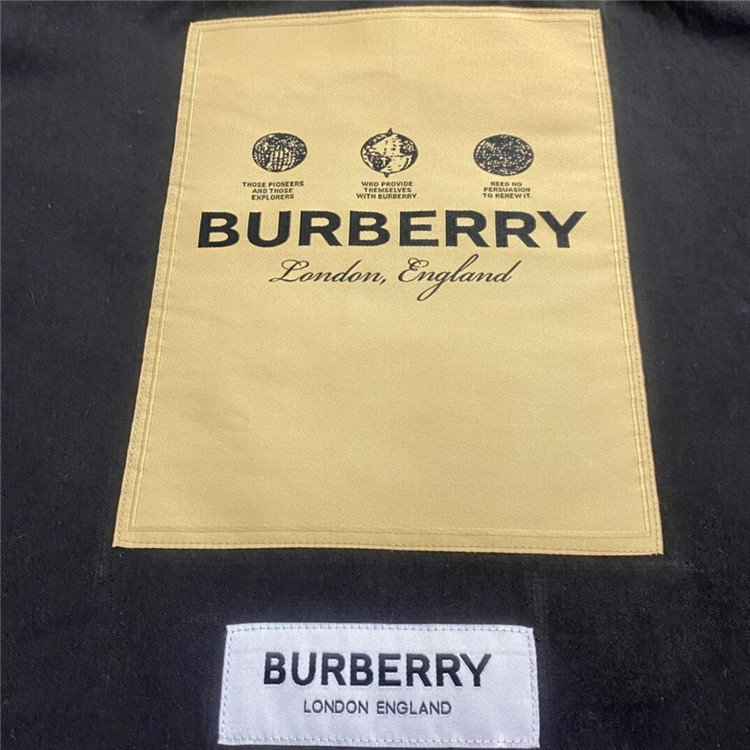 THOSE PIONEERS
AND THOSE
EXPLORERS
WHO PROVIDE
THEMSELVES
WITH BURBERRY
NEED NO
PERSUASION
TO RENEW IT.
BURBERRY
London, England
BURBERRY
LONDON ENGLAND